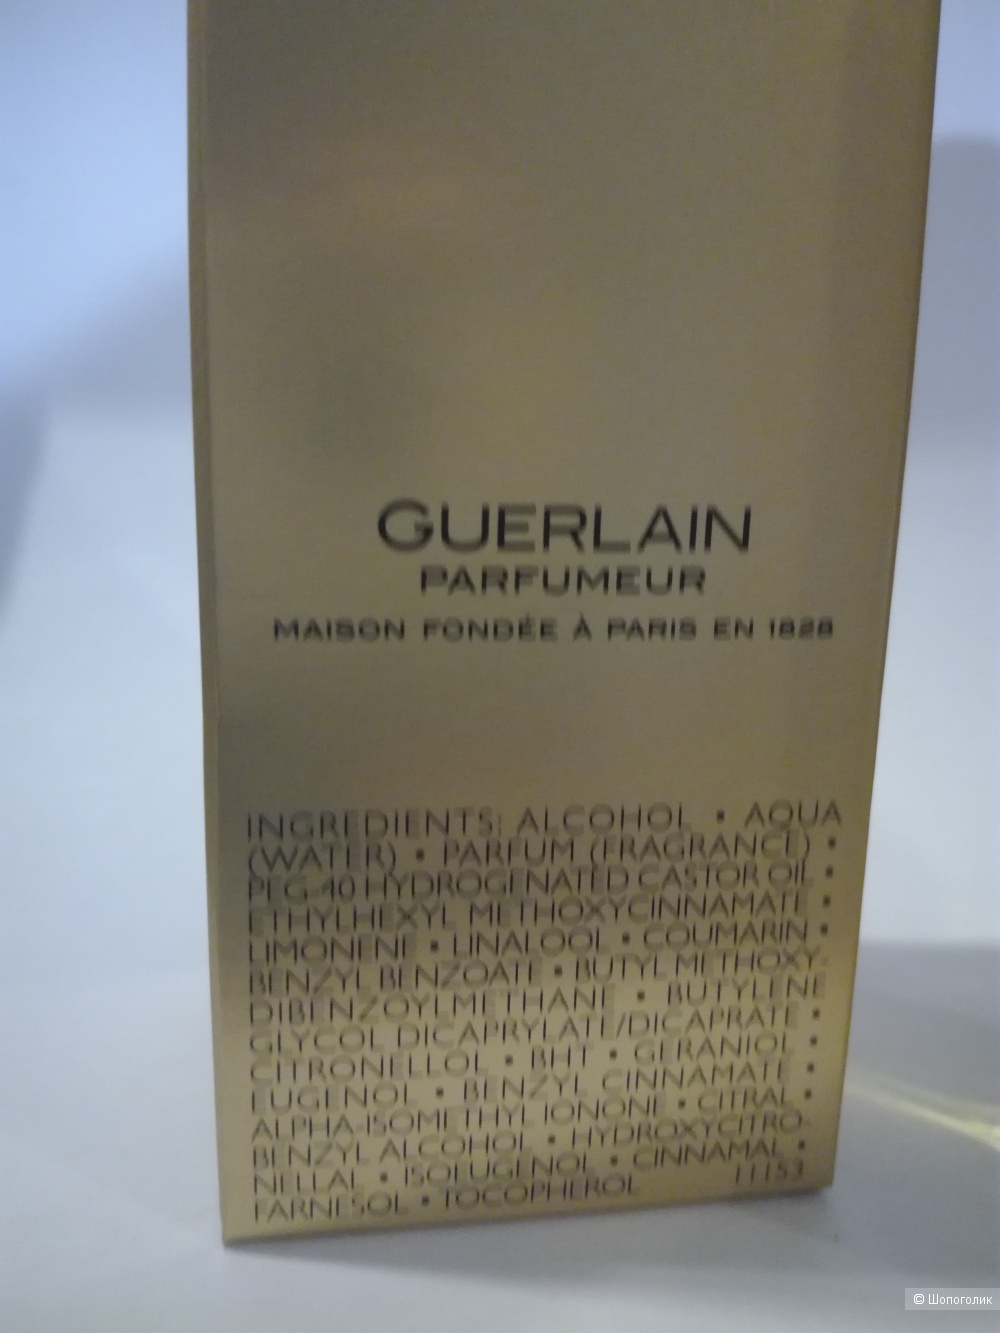 GUERLAIN
PARFUMEUR
MAISON FONDÉE À PARIS EN 1828
INGREDIENTS: ALCOHOL • AQUA
(WATER) • PARFUM (FRAGRANCE) •
PEG-40 HYDROGENATED CASTOR OIL •
ETHYLHEXYL METHOXYCINNAMATE •
LIMONENE • LINALOOL • COUMARIN •
BENZYL BENZOATE • BUTYL METHOXY-
DIBENZOYLMETHANE • BUTYLENE
GLYCOL DICAPRYLATE/DICAPRATE •
CITRONELLOL • BHT • GERANIOL •
EUGENOL • BENZYL CINNAMATE •
ALPHA-ISOMETHYL IONONE • CITRAL •
BENZYL ALCOHOL • HYDROXYCITRO-
NELLAL • ISOEUGENOL • CINNAMAL •
FARNESOL • TOCOPHEROL 11153
© Шопоголик